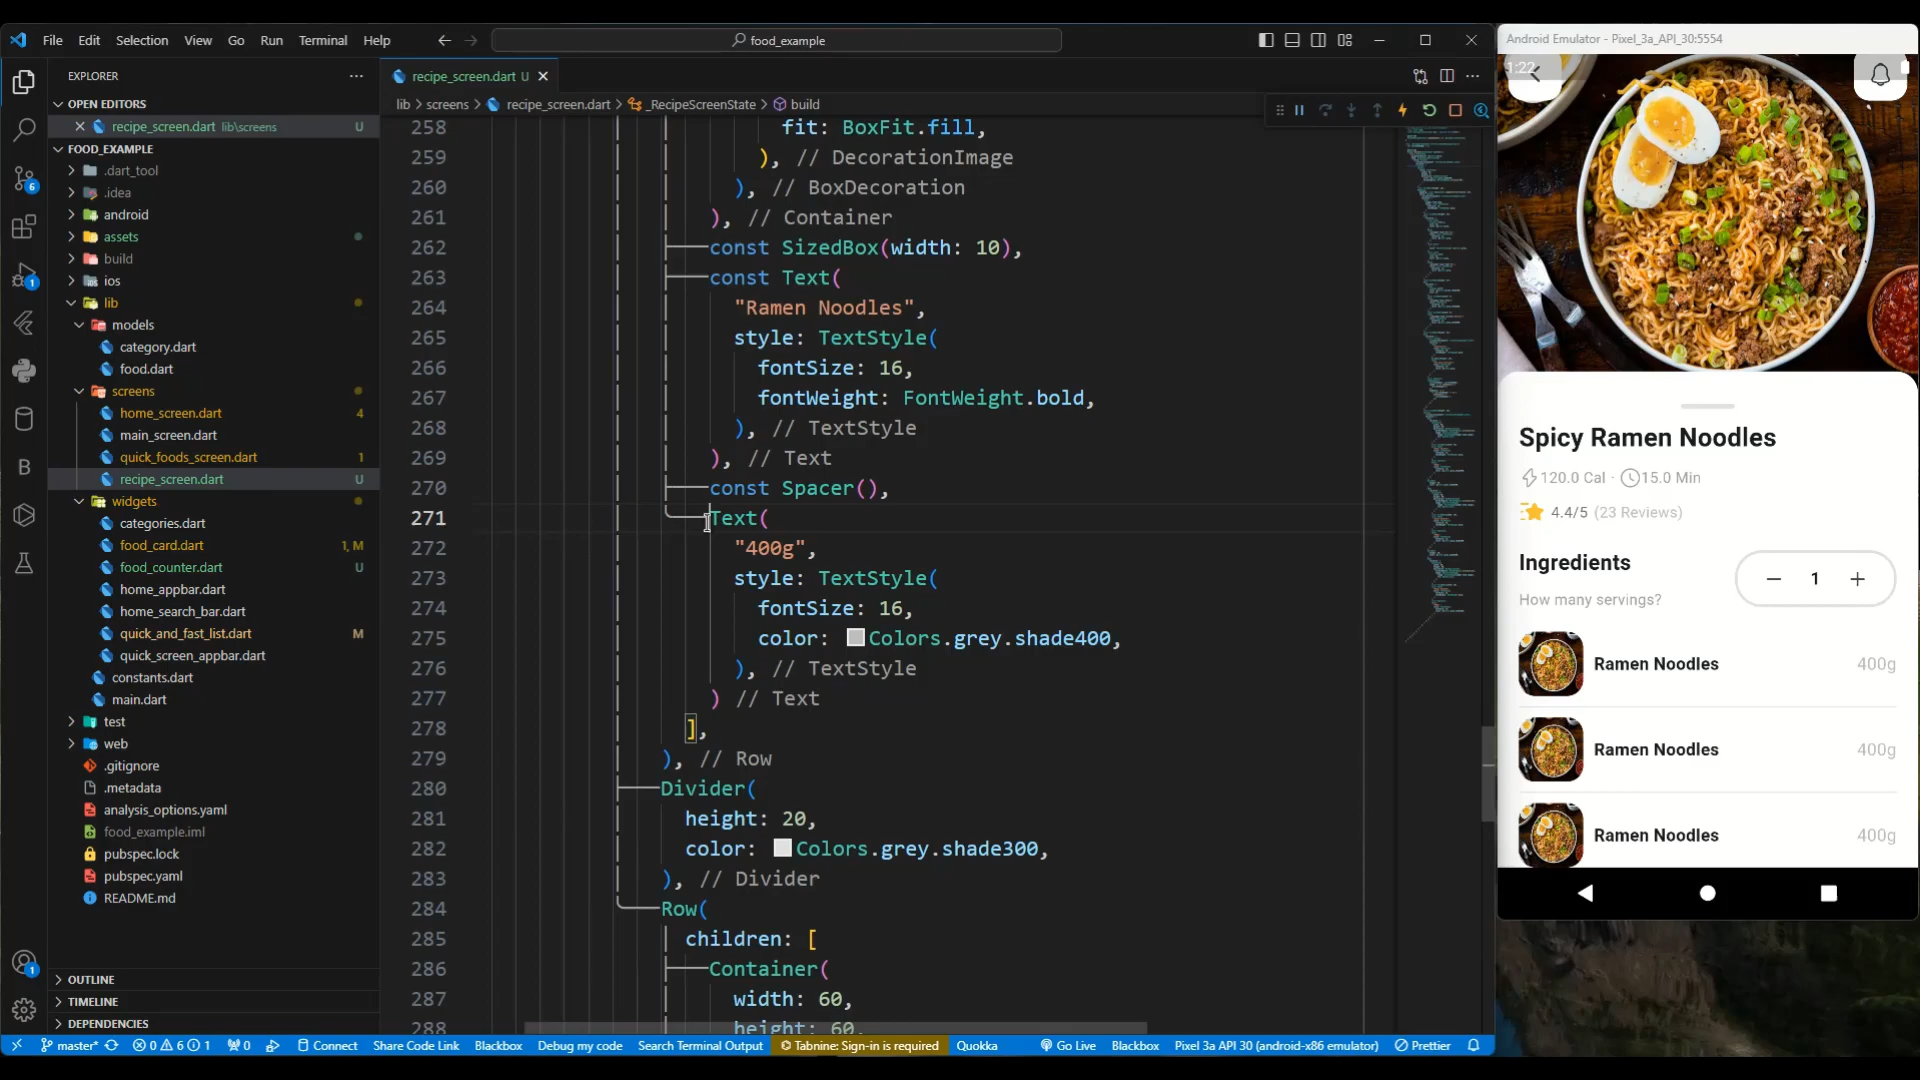 File Edit Selection View Go Run Terminal Help
food_example
Android Emulator - Pixel_3a_API_30:5554
EXPLORER
OPEN EDITORS
recipe_screen.dart lib\screens U
FOOD_EXAMPLE
.dart_tool
.idea
android
assets
build
ios
lib
models
category.dart
food.dart
screens
home_screen.dart 4
main_screen.dart
quick_foods_screen.dart 1
recipe_screen.dart U
widgets
categories.dart
food_card.dart 1, M
food_counter.dart U
home_appbar.dart
home_search_bar.dart
quick_and_fast_list.dart M
quick_screen_appbar.dart
constants.dart
main.dart
test
web
.gitignore
.metadata
analysis_options.yaml
food_example.iml
pubspec.lock
pubspec.yaml
README.md
OUTLINE
TIMELINE
DEPENDENCIES
recipe_screen.dart U
lib > screens > recipe_screen.dart > _RecipeScreenState > build
258 fit: BoxFit.fill,
259 ), // DecorationImage
260 ), // BoxDecoration
261 ), // Container
262 const SizedBox(width: 10),
263 const Text(
264 "Ramen Noodles",
265 style: TextStyle(
266 fontSize: 16,
267 fontWeight: FontWeight.bold,
268 ), // TextStyle
269 ), // Text
270 const Spacer(),
271 Text(
272 "400g",
273 style: TextStyle(
274 fontSize: 16,
275 color: Colors.grey.shade400,
276 ), // TextStyle
277 ) // Text
278 ],
279 ), // Row
280 Divider(
281 height: 20,
282 color: Colors.grey.shade300,
283 ), // Divider
284 Row(
285 children: [
286 Container(
287 width: 60,
288 height: 60,
1:22
Spicy Ramen Noodles
120.0 Cal · 15.0 Min
4.4/5 (23 Reviews)
Ingredients
How many servings?
− 1 +
Ramen Noodles 400g
Ramen Noodles 400g
Ramen Noodles 400g
6
1
1
master* 0 6 1 0 Connect Share Code Link Blackbox Debug my code Search Terminal Output Tabnine: Sign-in is required Quokka Go Live Blackbox Pixel 3a API 30 (android-x86 emulator) Prettier